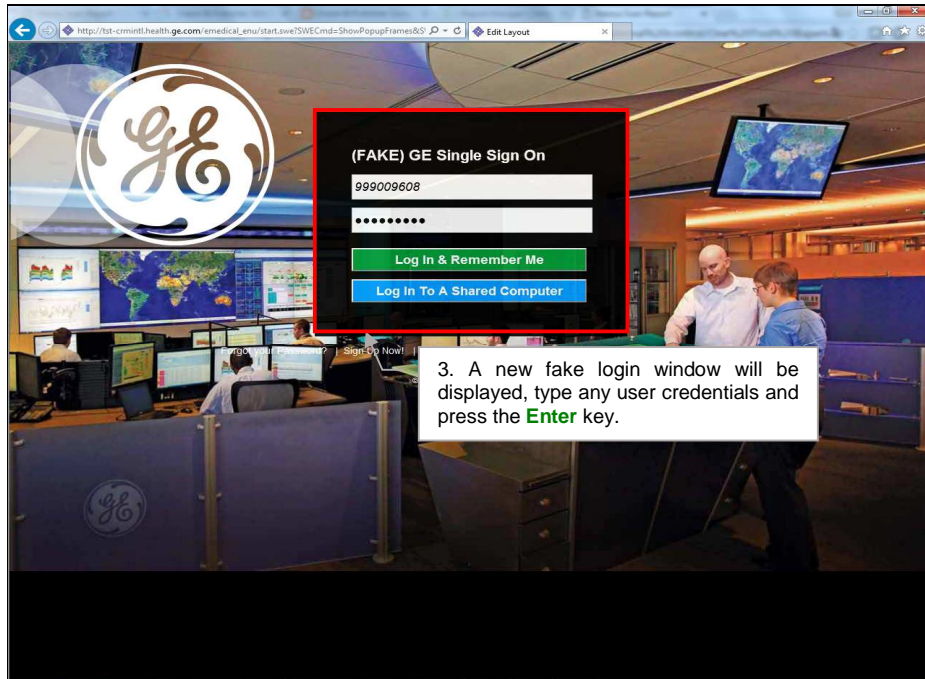 http://tst-crmintl.health.ge.com/emedical_enu/start.swe?SWECmd=ShowPopupFrames&S
Edit Layout
GE
(FAKE) GE Single Sign On
999009608
Log In & Remember Me
Log In To A Shared Computer
Forgot your Password? | Sign Up Now! |
3. A new fake login window will be
displayed, type any user credentials and
press the Enter key.
GE